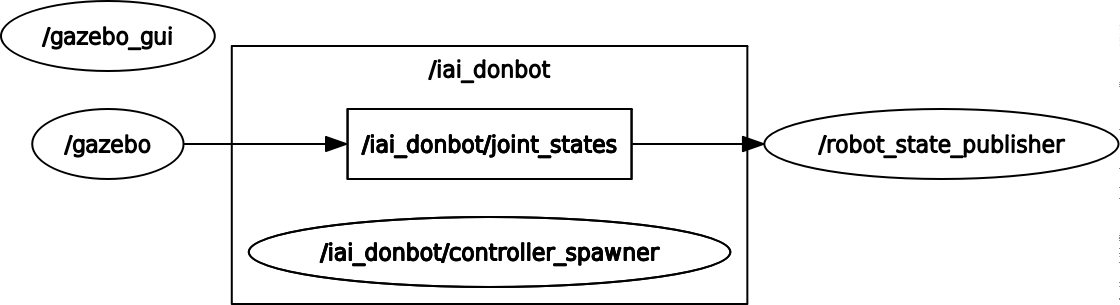 /gazebo_gui
/iai_donbot
/gazebo
/iai_donbot/joint_states
/robot_state_publisher
/iai_donbot/controller_spawner